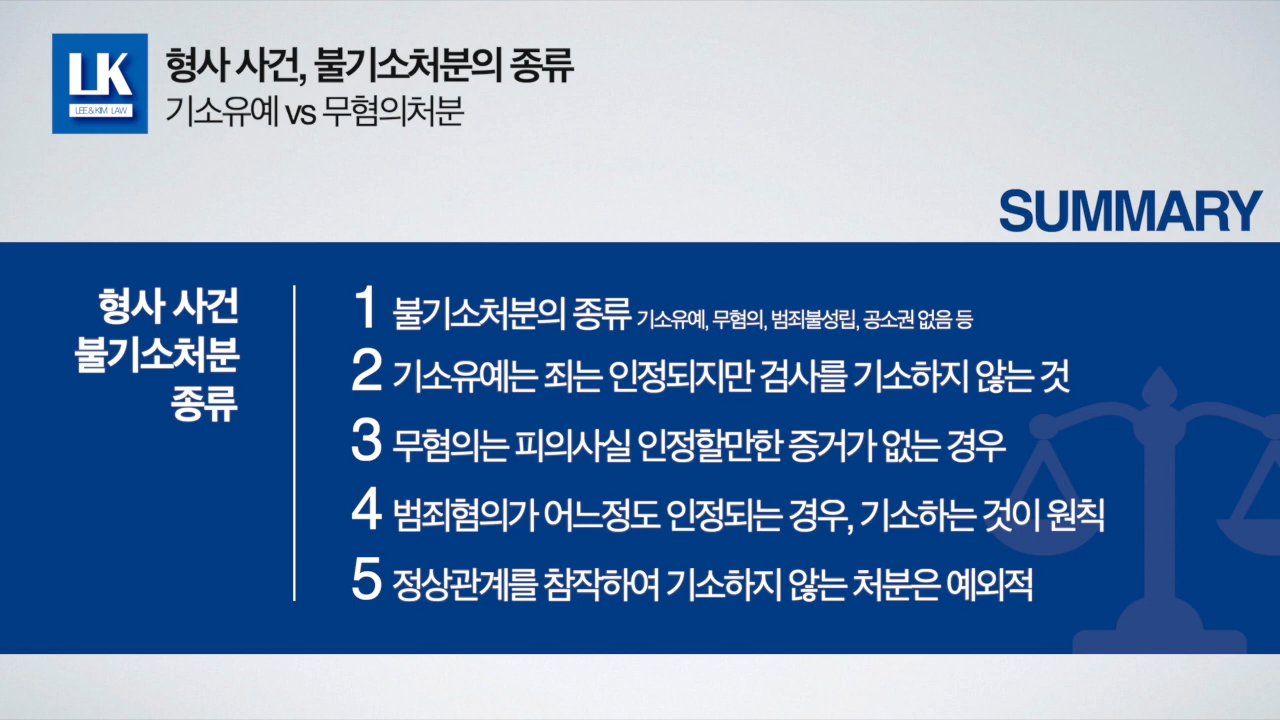 LK
LEE & KIM LAW
형사 사건, 불기소처분의 종류
기소유예 vs 무혐의처분
SUMMARY
형사 사건
불기소처분
종류
1 불기소처분의 종류 기소유예, 무혐의, 범죄불성립, 공소권 없음 등
2 기소유예는 죄는 인정되지만 검사를 기소하지 않는 것
3 무혐의는 피의사실 인정할만한 증거가 없는 경우
4 범죄혐의가 어느정도 인정되는 경우, 기소하는 것이 원칙
5 정상관계를 참작하여 기소하지 않는 처분은 예외적